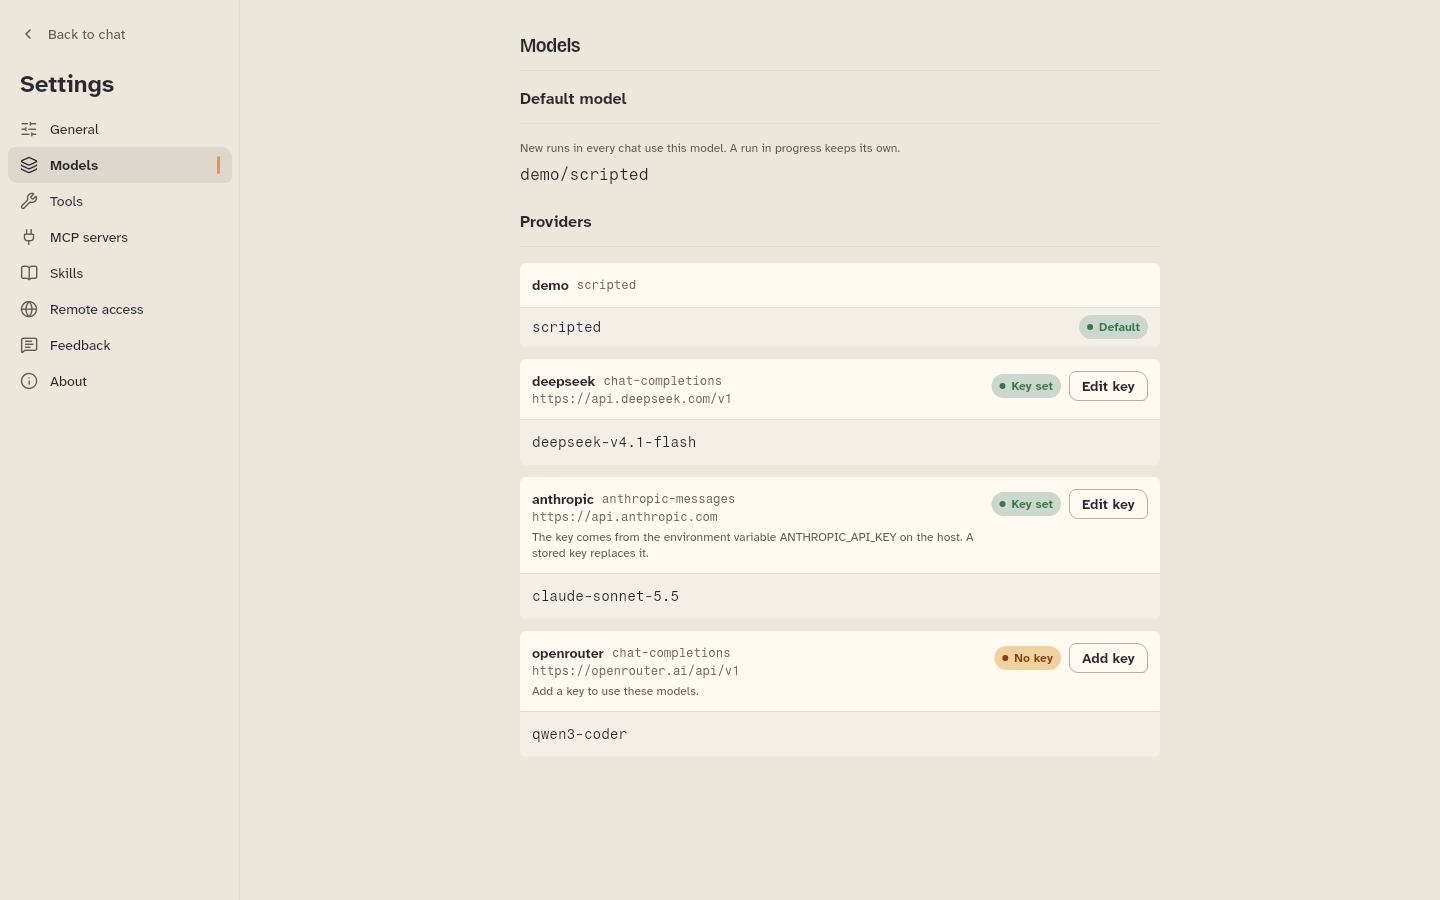 Back to chat
Settings
General
Models
Tools
MCP servers
Skills
Remote access
Feedback
About
Models
Default model
New runs in every chat use this model. A run in progress keeps its own.
demo/scripted
Providers
demo scripted
scripted Default
deepseek chat-completions Key set Edit key
https://api.deepseek.com/v1
deepseek-v4.1-flash
anthropic anthropic-messages Key set Edit key
https://api.anthropic.com
The key comes from the environment variable ANTHROPIC_API_KEY on the host. A
stored key replaces it.
claude-sonnet-5.5
openrouter chat-completions No key Add key
https://openrouter.ai/api/v1
Add a key to use these models.
qwen3-coder